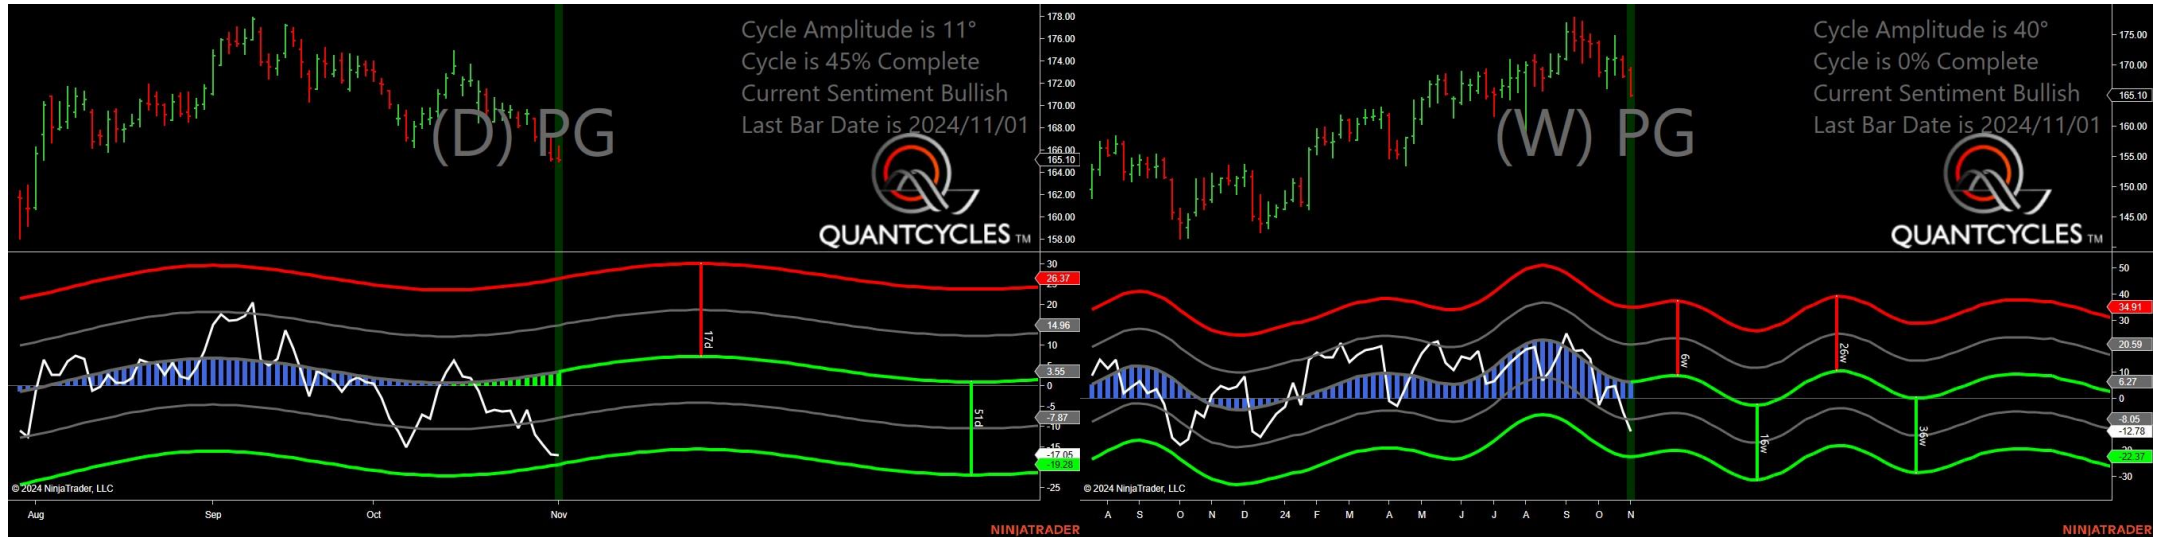 Cycle Amplitude is 11°
Cycle is 45% Complete
Current Sentiment Bullish
Last Bar Date is 2024/11/01
(D) PG
QUANTCYCLES TM
178.00
176.00
174.00
172.00
170.00
168.00
166.00
165.10
164.00
162.00
160.00
158.00
30
26.37
20
14.96
10
3.55
0
-5
-7.87
-10
-15
-17.05
-19.28
-25
17d
51d
© 2024 NinjaTrader, LLC
Aug Sep Oct Nov
NINJATRADER
Cycle Amplitude is 40°
Cycle is 0% Complete
Current Sentiment Bullish
Last Bar Date is 2024/11/01
(W) PG
QUANTCYCLES TM
175.00
170.00
165.10
160.00
155.00
150.00
145.00
50
40
34.91
30
20.59
10
6.27
0
-8.05
-12.78
-22.37
-30
6w
16w
26w
36w
© 2024 NinjaTrader, LLC
A S O N D 24 F M A M J J A S O N
NINJATRADER